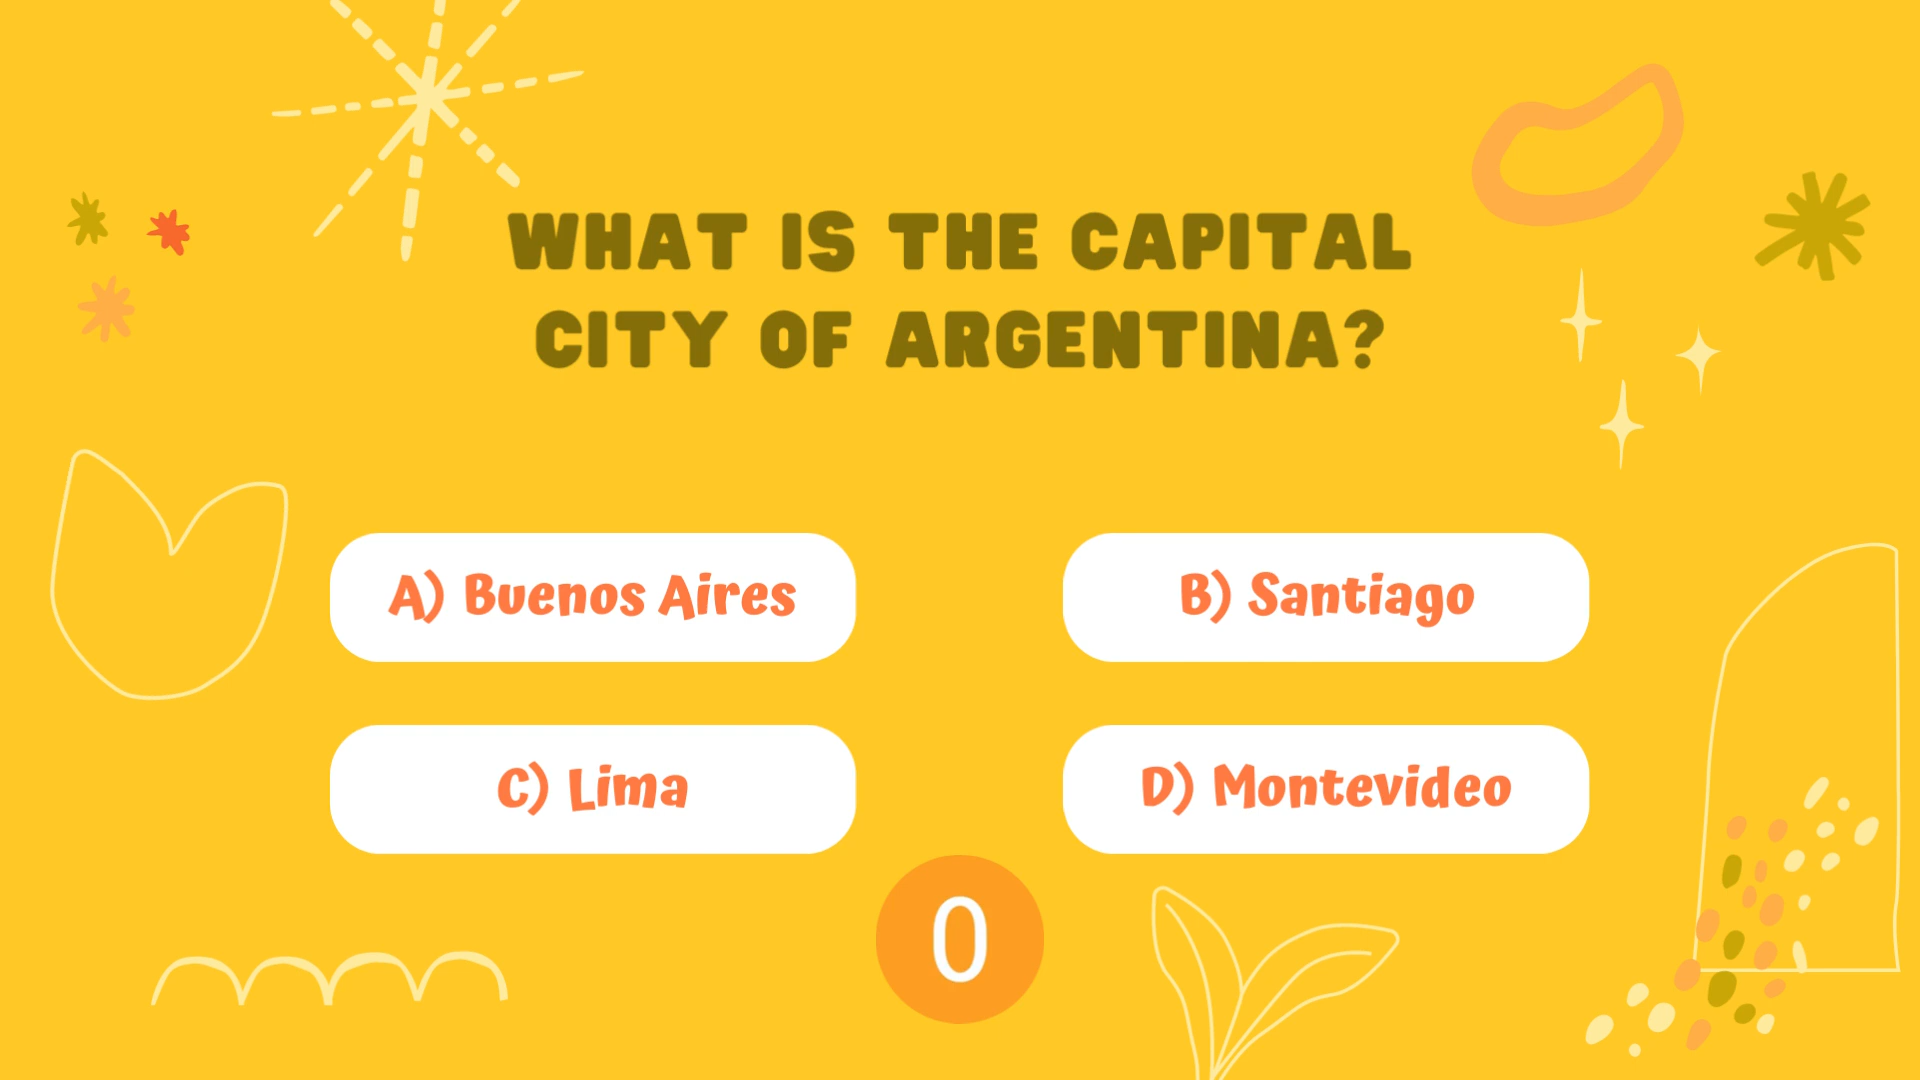 WHAT IS THE CAPITAL
CITY OF ARGENTINA?
A) Buenos Aires
B) Santiago
C) Lima
D) Montevideo
0